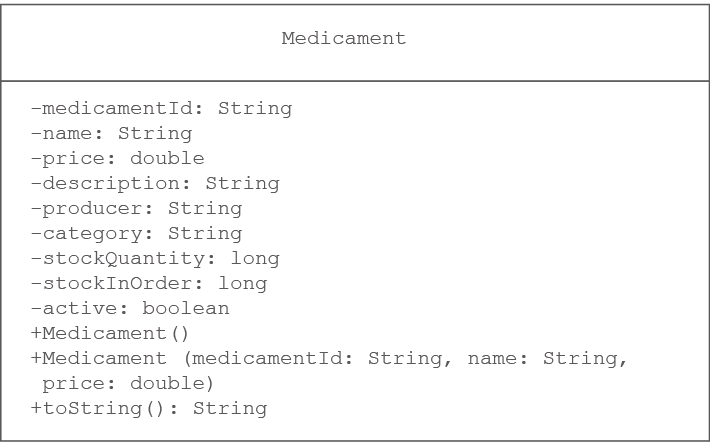 Medicament
-medicamentId: String
-name: String
-price: double
-description: String
-producer: String
-category: String
-stockQuantity: long
-stockInOrder: long
-active: boolean
+Medicament()
+Medicament (medicamentId: String, name: String,
price: double)
+toString(): String